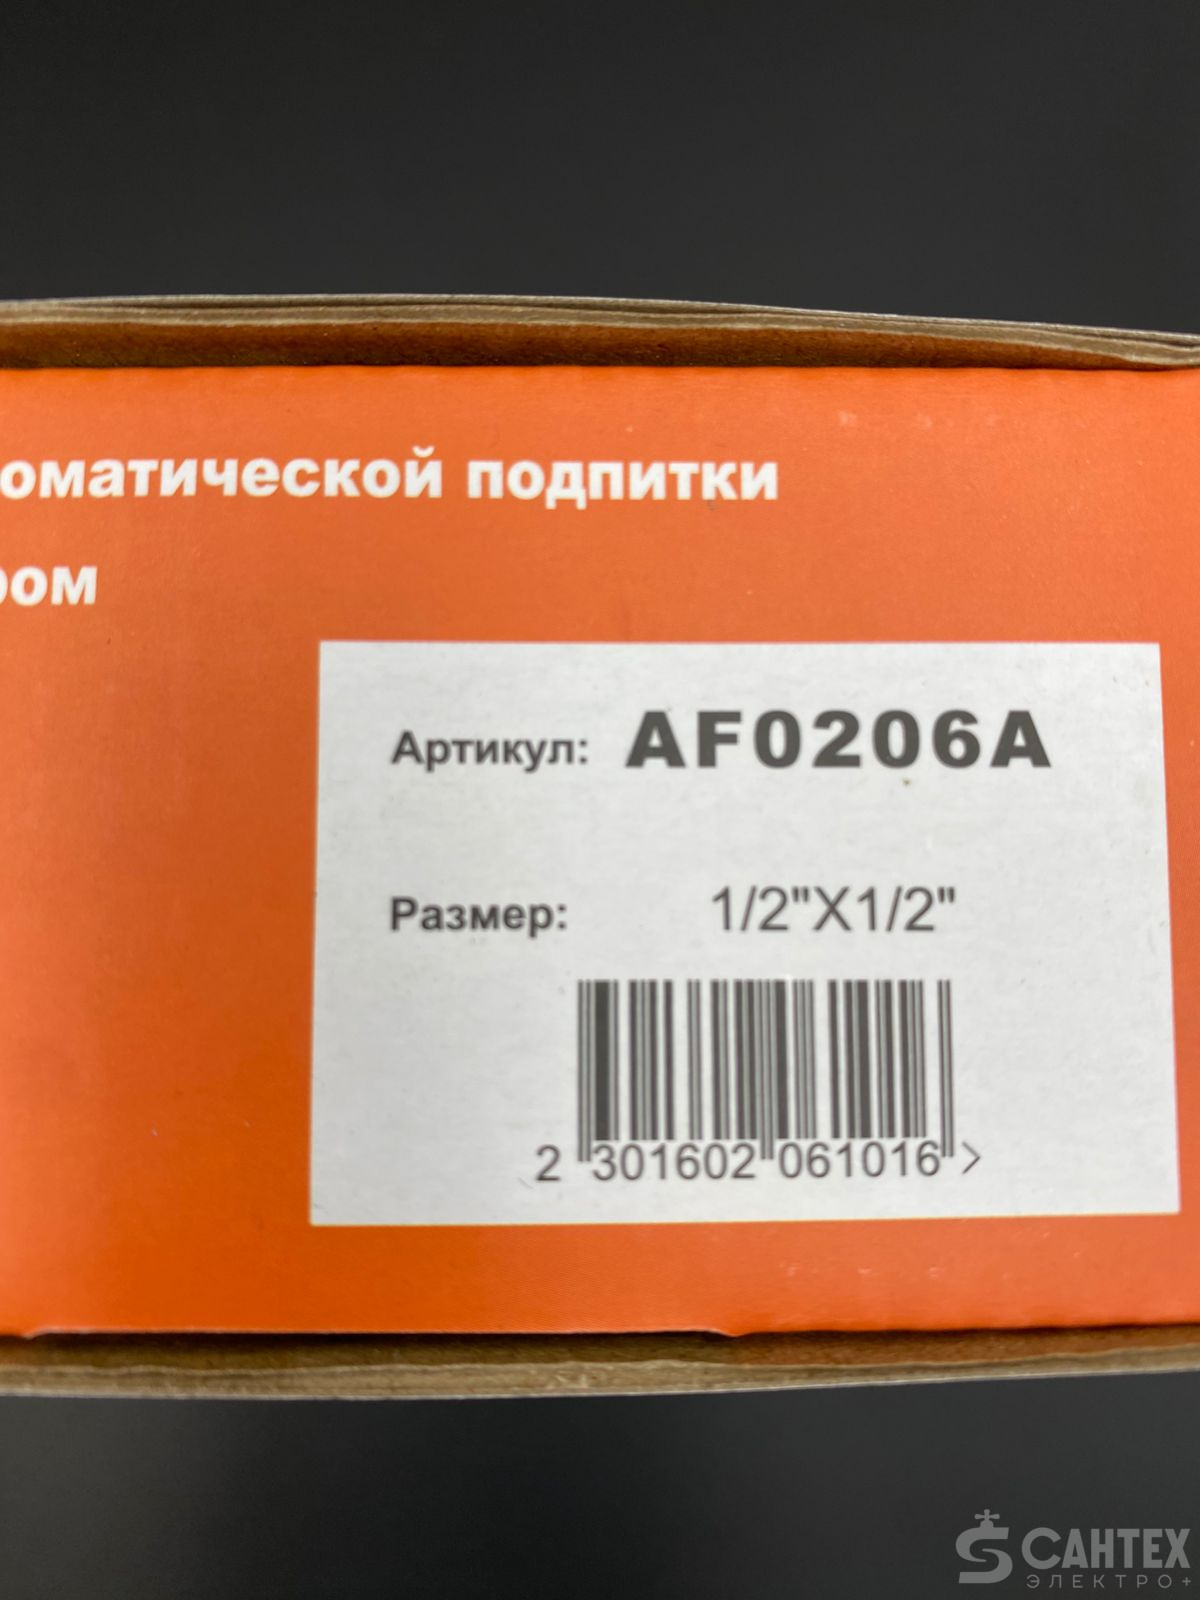 оматической подпитки
ром
Артикул: AF0206A
Размер: 1/2"X1/2"
2 301602 061016 >
САНТЕХ
ЭЛЕКТРО+